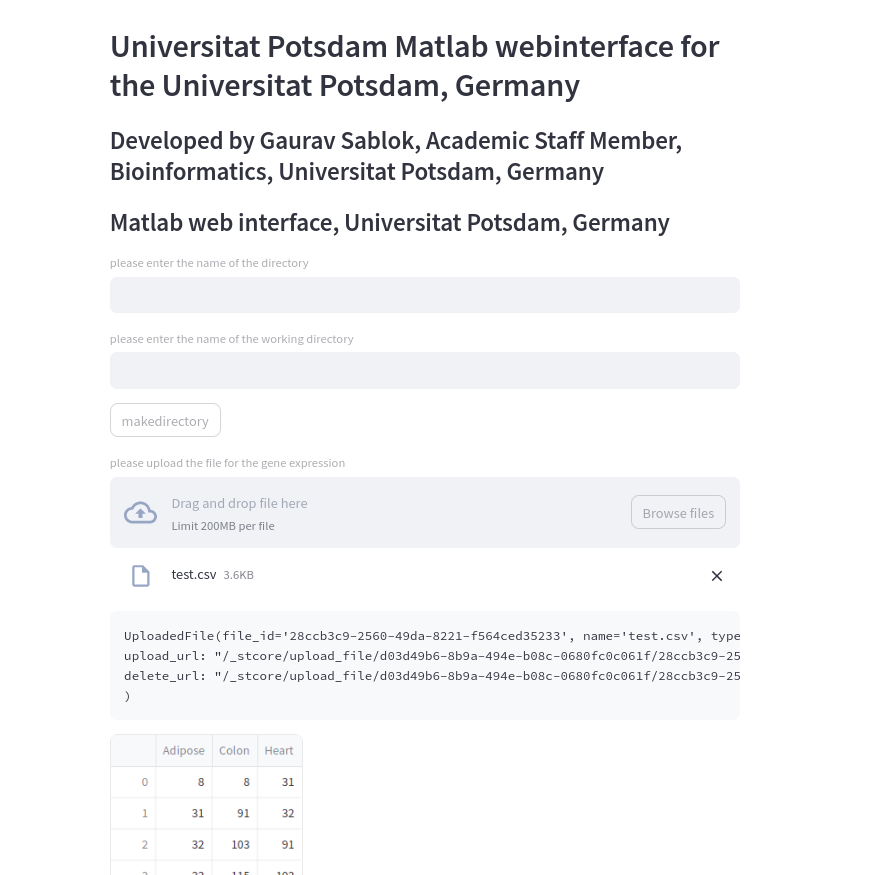 Universitat Potsdam Matlab webinterface for
the Universitat Potsdam, Germany
Developed by Gaurav Sablok, Academic Staff Member,
Bioinformatics, Universitat Potsdam, Germany
Matlab web interface, Universitat Potsdam, Germany
please enter the name of the directory
please enter the name of the working directory
makedirectory
please upload the file for the gene expression
Drag and drop file here
Limit 200MB per file
Browse files
test.csv 3.6KB
UploadedFile(file_id='28ccb3c9-2560-49da-8221-f564ced35233', name='test.csv', type
upload_url: "/_stcore/upload_file/d03d49b6-8b9a-494e-b08c-0680fc0c061f/28ccb3c9-25
delete_url: "/_stcore/upload_file/d03d49b6-8b9a-494e-b08c-0680fc0c061f/28ccb3c9-25
)
Adipose Colon Heart
0 8 8 31
1 31 91 32
2 32 103 91